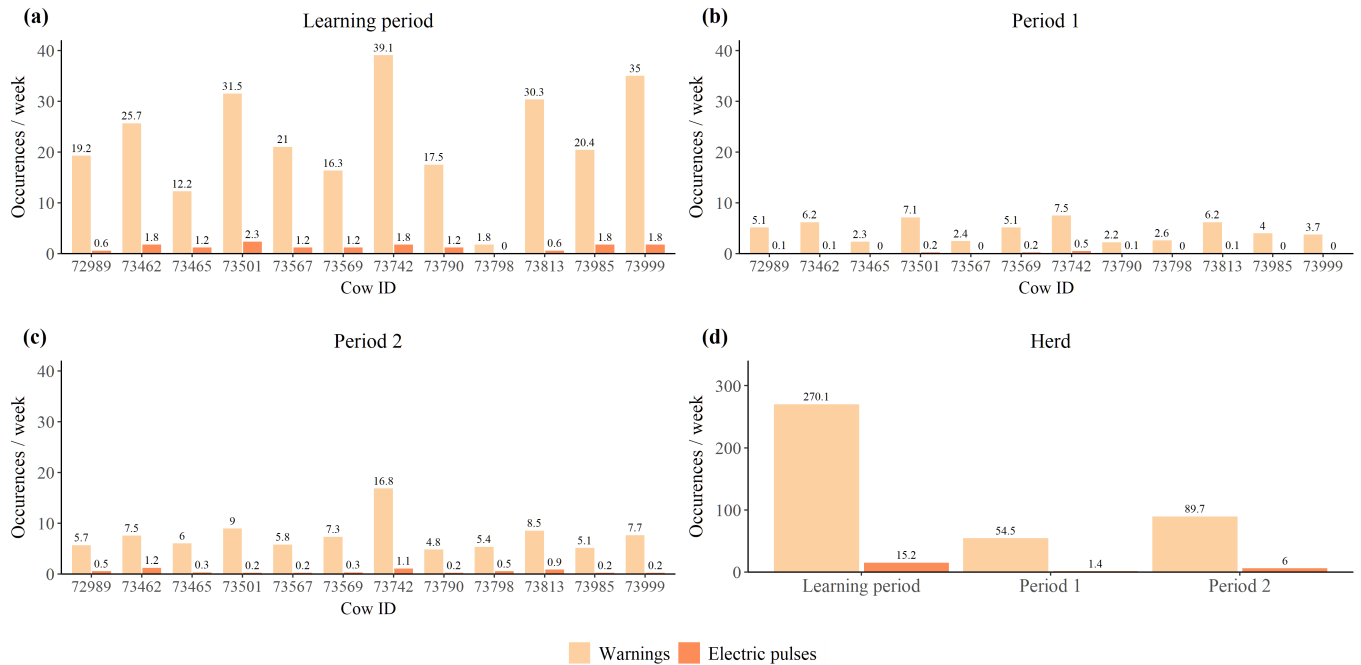 (a)
Learning period
Occurences / week
40
30
20
10
0
19.2 0.6 25.7 1.8 12.2 1.2 31.5 2.3 21 1.2 16.3 1.2 39.1 1.8 17.5 1.2 1.8 0 30.3 0.6 20.4 1.8 35 1.8
72989 73462 73465 73501 73567 73569 73742 73790 73798 73813 73985 73999
Cow ID
(b)
Period 1
Occurences / week
40
30
20
10
0
5.1 0.1 6.2 0.1 2.3 0 7.1 0.2 2.4 0 5.1 0.2 7.5 0.5 2.2 0.1 2.6 0 6.2 0.1 4 0 3.7 0
72989 73462 73465 73501 73567 73569 73742 73790 73798 73813 73985 73999
Cow ID
(c)
Period 2
Occurences / week
40
30
20
10
0
5.7 0.5 7.5 1.2 6 0.3 9 0.2 5.8 0.2 7.3 0.3 16.8 1.1 4.8 0.2 5.4 0.5 8.5 0.9 5.1 0.2 7.7 0.2
72989 73462 73465 73501 73567 73569 73742 73790 73798 73813 73985 73999
Cow ID
(d)
Herd
Occurences / week
300
200
100
0
270.1 15.2 54.5 1.4 89.7 6
Learning period Period 1 Period 2
Warnings Electric pulses